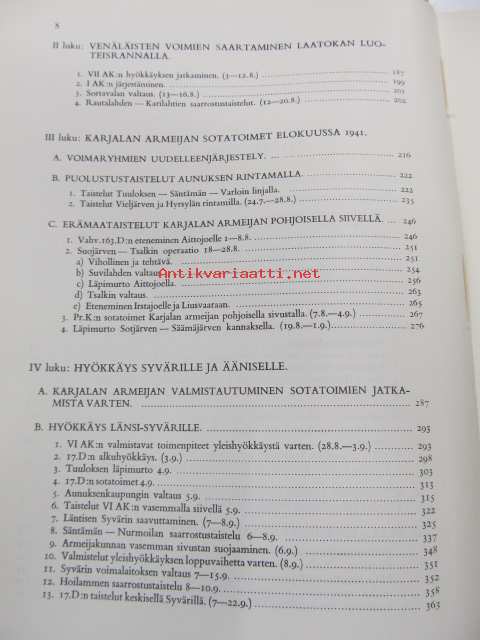 8
II luku: VENÄLÄISTEN VOIMIEN SAARTAMINEN LAATOKAN LUO-
TEISRANNALLA.
1. VII AK:n hyökkäyksen jatkaminen. (3—12.8.) 187
2. I AK:n järjestäminen. 199
3. Sortavalan valtaus. (13—16.8.) 201
4. Rautalahden — Karilahtien saarrostaistelut. (12—20.8.) 202
III luku: KARJALAN ARMEIJAN SOTATOIMET ELOKUUSSA 1941.
A. VOIMARYHMIEN UUDELLEENJÄRJESTELY. 216
B. PUOLUSTUSTAISTELUT AUNUKSEN RINTAMALLA. 222
1. Taistelut Tuuloksen — Säntämän — Varloin linjalla. 222
2. Taistelut Vieljärven ja Hyrsylän rintamilla. (24.7.—28.8.) 235
C. ERÄMAATAISTELUT KARJALAN ARMEIJAN POHJOISELLA SIIVELLÄ. 246
1. Vahv.163.D:n eteneminen Aittojoelle 1—8.8. 246
2. Suojärven — Tsalkin operaatio 18—28.8. 251
a) Vihollinen ja tehtävä. 251
b) Suvilahden valtaus 254
Antikvariaatti.net
c) Läpimurto Aittojoella. 256
d) Tsalkin valtaus. 263
e) Eteneminen Irstajoelle ja Liusvaaraan. 265
3. Pr.K:n sotatoimet Karjalan armeijan pohjoisella sivustalla. (7.8.—4.9.) 267
4. Läpimurto Sotjärven — Säämäjärven kannaksella. (19.8.—1.9.) 276
IV luku: HYÖKKÄYS SYVÄRILLE JA ÄÄNISELLE.
A. KARJALAN ARMEIJAN VALMISTAUTUMINEN SOTATOIMIEN JATKA-
MISTA VARTEN. 287
B. HYÖKKÄYS LÄNSI-SYVÄRILLE. 293
1. VI AK:n valmistavat toimenpiteet yleishyökkäystä varten. (28.8.—3.9.) 293
2. 17.D:n alkuhyökkäys. (3.9.) 298
3. Tuuloksen läpimurto 4.9. 303
4. 17.D:n sotatoimet 4.9. 313
5. Aunuksenkaupungin valtaus 5.9. 315
6. Taistelut VI AK:n vasemmalla siivellä 5.9. 322
7. Läntisen Syvärin saavuttaminen. (7—8.9.) 325
8. Säntämän — Nurmoilan saarrostustaistelu 6—8.9. 337
9. Armeijakunnan vasemman sivustan suojaaminen. (6.9.) 348
10. Valmistelut yleishyökkäyksen loppuvaihetta varten. (8.9.) 351
11. Syvärin voimalaitoksen valtaus 7—15.9. 352
12. Hoilammen saarrostustaistelu 8—10.9. 358
13. 17.D:n taistelut keskisellä Syvärillä. (7—22.9.) 363